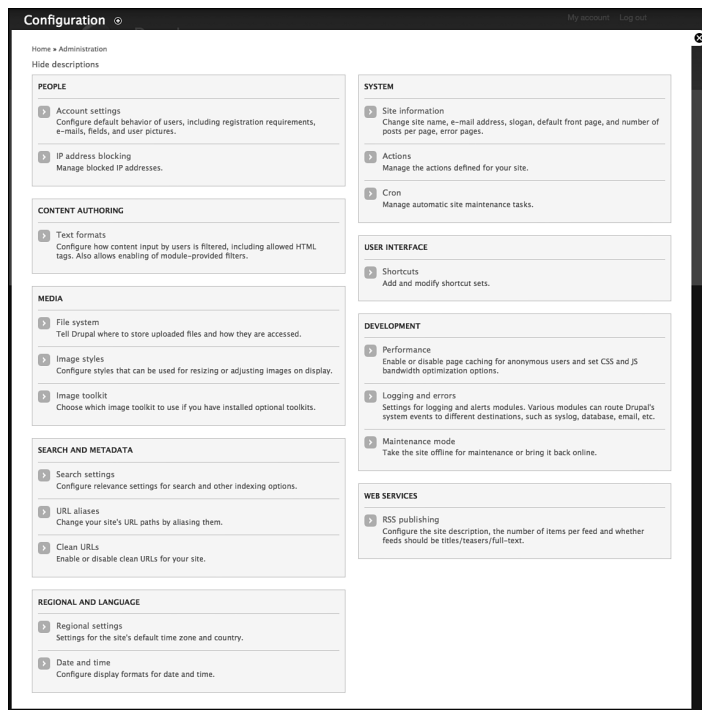 Configuration
My account Log out
Home » Administration
Hide descriptions
PEOPLE
Account settings
Configure default behavior of users, including registration requirements,
e-mails, fields, and user pictures.
IP address blocking
Manage blocked IP addresses.
CONTENT AUTHORING
Text formats
Configure how content input by users is filtered, including allowed HTML
tags. Also allows enabling of module-provided filters.
MEDIA
File system
Tell Drupal where to store uploaded files and how they are accessed.
Image styles
Configure styles that can be used for resizing or adjusting images on display.
Image toolkit
Choose which image toolkit to use if you have installed optional toolkits.
SEARCH AND METADATA
Search settings
Configure relevance settings for search and other indexing options.
URL aliases
Change your site's URL paths by aliasing them.
Clean URLs
Enable or disable clean URLs for your site.
REGIONAL AND LANGUAGE
Regional settings
Settings for the site's default time zone and country.
Date and time
Configure display formats for date and time.
SYSTEM
Site information
Change site name, e-mail address, slogan, default front page, and number of
posts per page, error pages.
Actions
Manage the actions defined for your site.
Cron
Manage automatic site maintenance tasks.
USER INTERFACE
Shortcuts
Add and modify shortcut sets.
DEVELOPMENT
Performance
Enable or disable page caching for anonymous users and set CSS and JS
bandwidth optimization options.
Logging and errors
Settings for logging and alerts modules. Various modules can route Drupal's
system events to different destinations, such as syslog, database, email, etc.
Maintenance mode
Take the site offline for maintenance or bring it back online.
WEB SERVICES
RSS publishing
Configure the site description, the number of items per feed and whether
feeds should be titles/teasers/full-text.